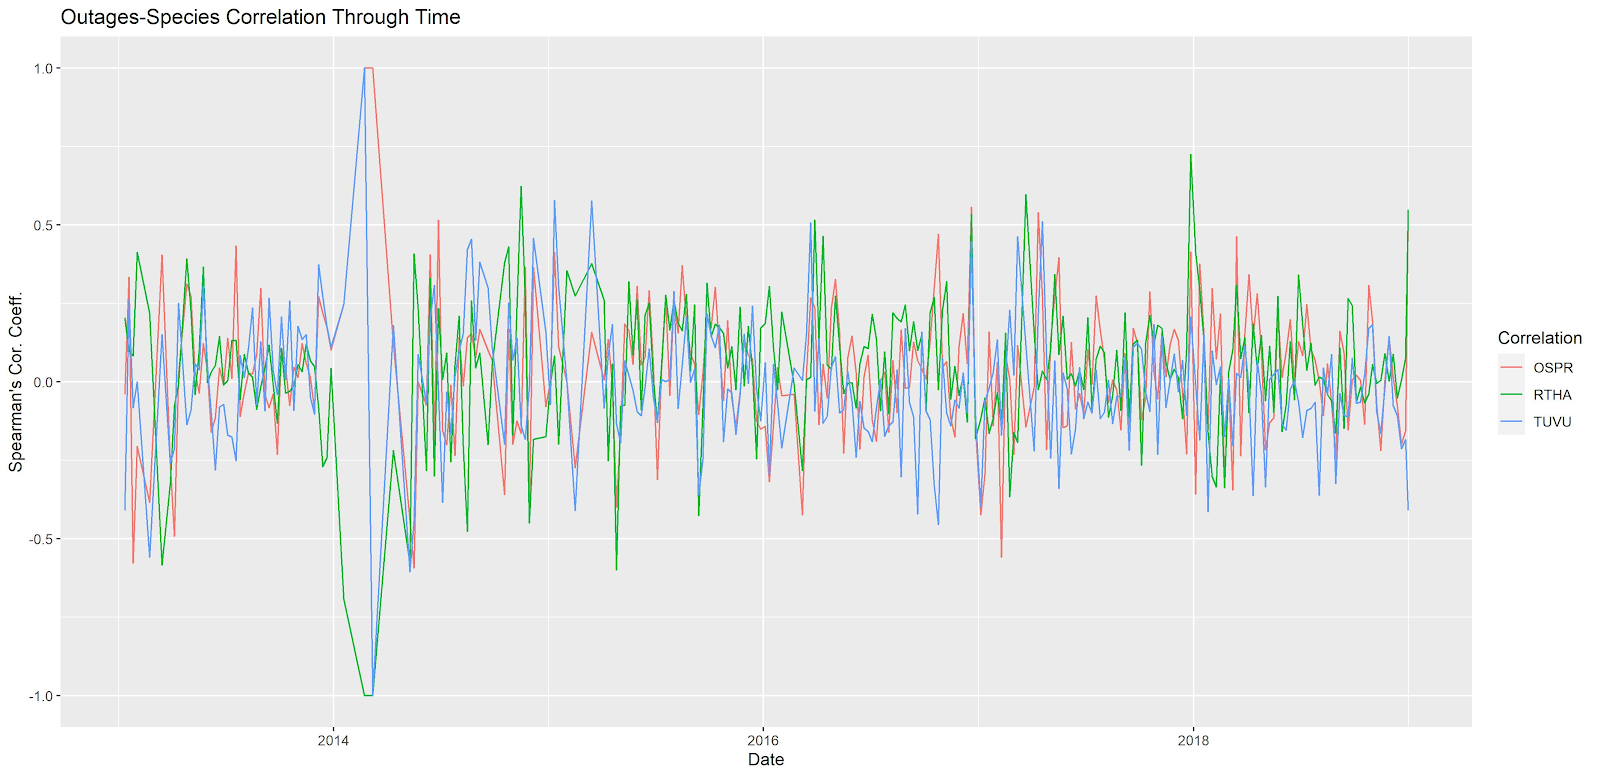 Outages-Species Correlation Through Time
Spearman's Cor. Coeff.
1.0
0.5
0.0
-0.5
-1.0
2014
2016
2018
Date
Correlation
OSPR
RTHA
TUVU